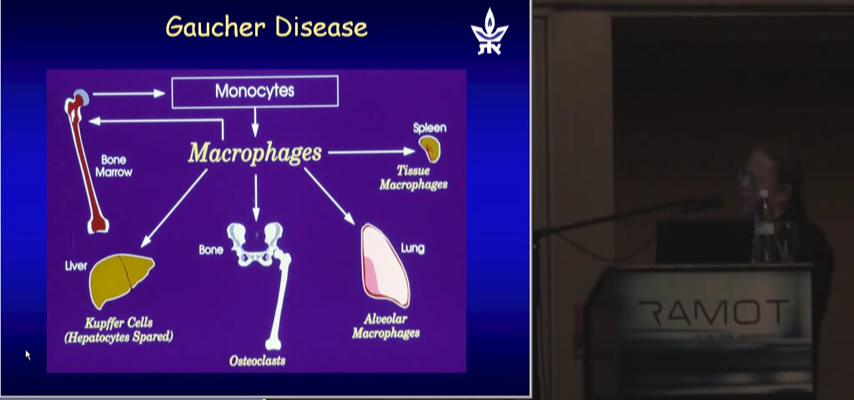 Gaucher Disease
Monocytes
Macrophages
Spleen
Tissue
Macrophages
Bone
Marrow
Liver
Kupffer Cells
(Hepatocytes Spared)
Bone
Osteoclasts
Lung
Alveolar
Macrophages
RAMOT